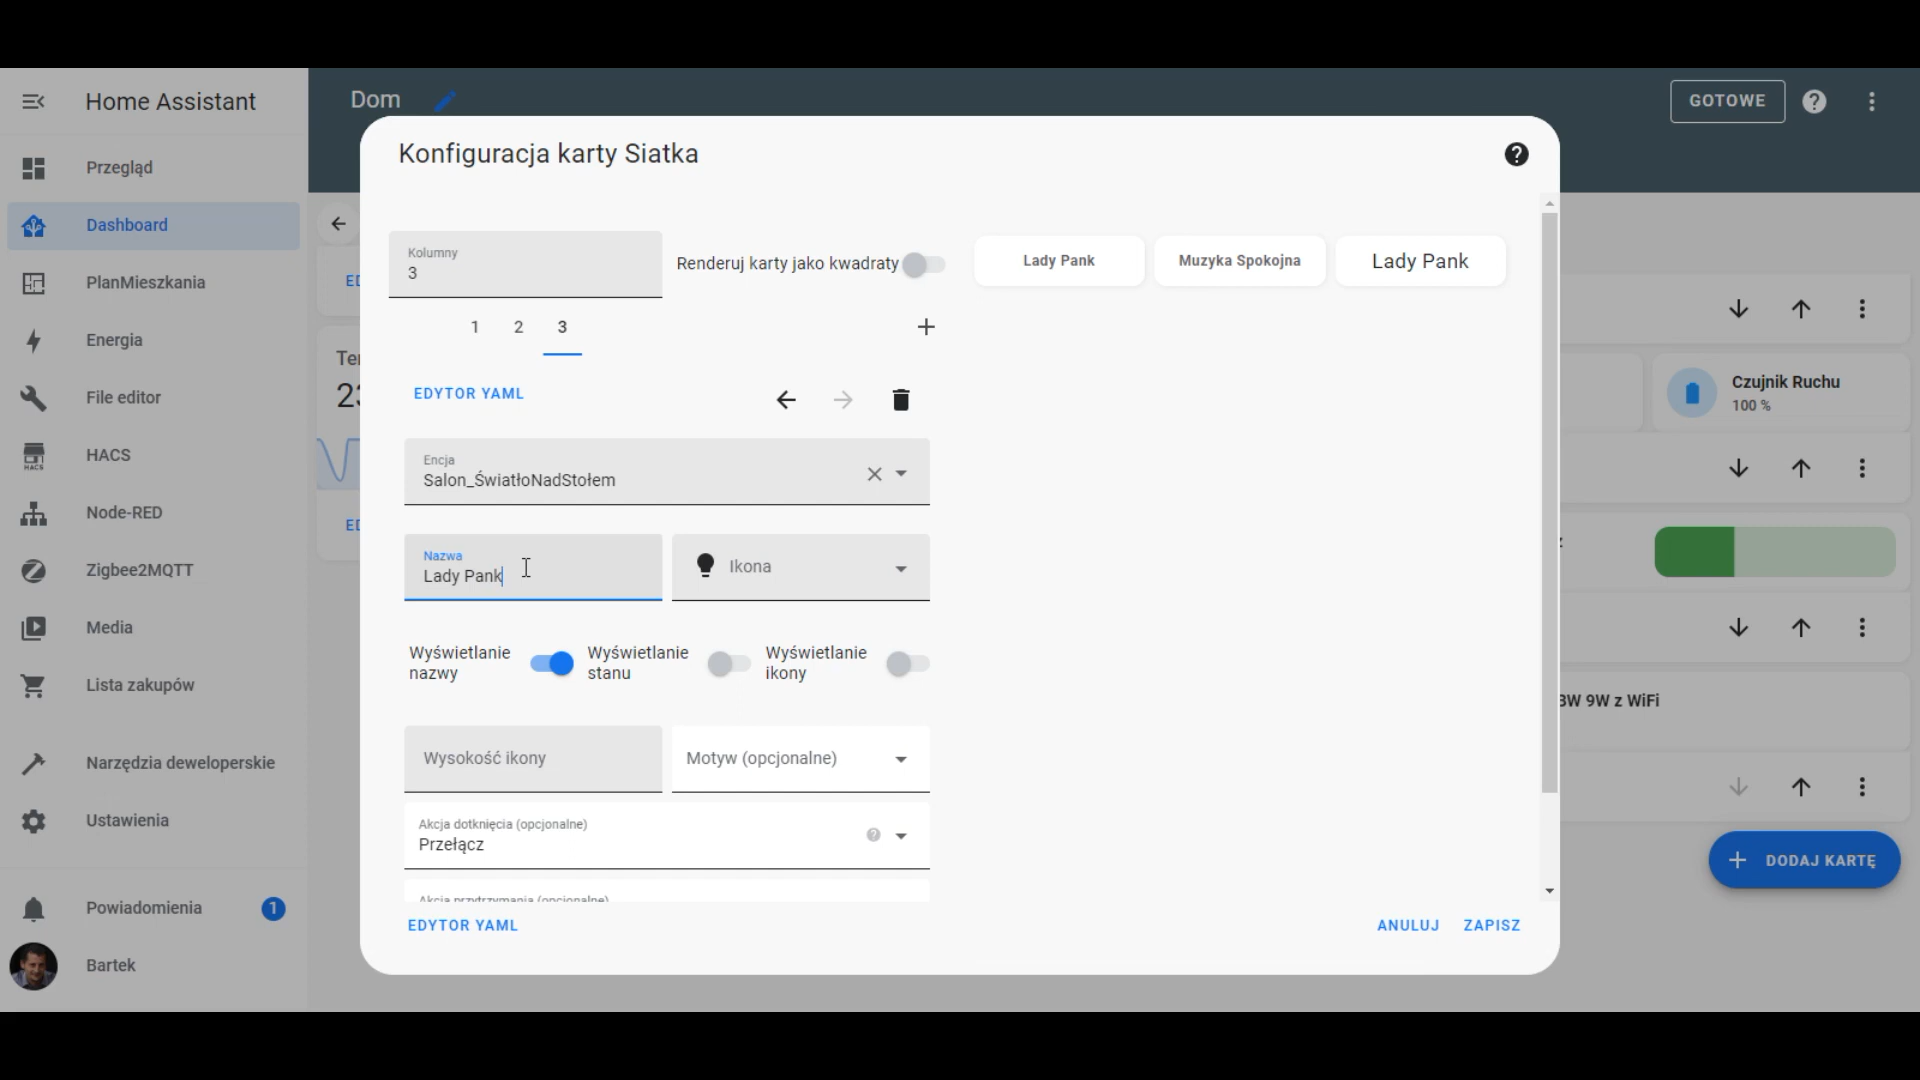 Home Assistant
Dom
GOTOWE
Przegląd
Dashboard
PlanMieszkania
Energia
File editor
HACS
Node-RED
Zigbee2MQTT
Media
Lista zakupów
Narzędzia deweloperskie
Ustawienia
Powiadomienia
1
Bartek
Konfiguracja karty Siatka
Kolumny
3
Renderuj karty jako kwadraty
1
2
3
EDYTOR YAML
Encja
Salon_ŚwiatłoNadStołem
Nazwa
Lady Pank
Ikona
Wyświetlanie
nazwy
Wyświetlanie
stanu
Wyświetlanie
ikony
Wysokość ikony
Motyw (opcjonalne)
Akcja dotknięcia (opcjonalne)
Przełącz
Akcja przytrzymania (opcjonalne)
EDYTOR YAML
ANULUJ
ZAPISZ
Lady Pank
Muzyka Spokojna
Lady Pank
Czujnik Ruchu
100 %
9W z WiFi
DODAJ KARTĘ